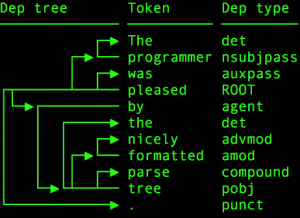 Dep tree Token Dep type
The det
programmer nsubjpass
was auxpass
pleased ROOT
by agent
the det
nicely advmod
formatted amod
parse compound
tree pobj
. punct